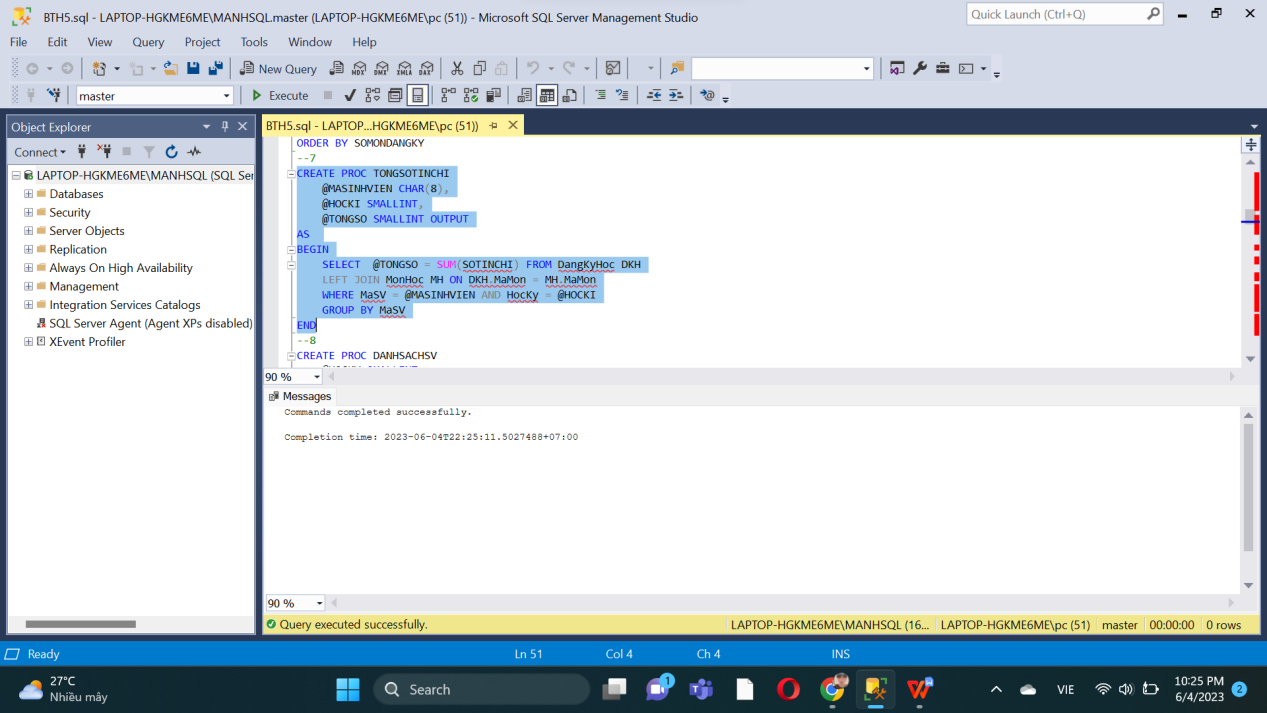 BTH5.sql - LAPTOP-HGKME6ME\MANHSQL.master (LAPTOP-HGKME6ME\pc (51)) - Microsoft SQL Server Management Studio
Quick Launch (Ctrl+Q)
File Edit View Query Project Tools Window Help
New Query
MDX DMX XMLA DAX
master
Execute
Object Explorer
BTH5.sql - LAPTOP...HGKME6ME\pc (51))
Connect
LAPTOP-HGKME6ME\MANHSQL (SQL Ser
Databases
Security
Server Objects
Replication
Always On High Availability
Management
Integration Services Catalogs
SQL Server Agent (Agent XPs disabled)
XEvent Profiler
ORDER BY SOMONDANGKY
--7
CREATE PROC TONGSOTINCHI
@MASINHVIEN CHAR(8),
@HOCKI SMALLINT,
@TONGSO SMALLINT OUTPUT
AS
BEGIN
SELECT @TONGSO = SUM(SOTINCHI) FROM DangKyHoc DKH
LEFT JOIN MonHoc MH ON DKH.MaMon = MH.MaMon
WHERE MaSV = @MASINHVIEN AND HocKy = @HOCKI
GROUP BY MaSV
END
--8
CREATE PROC DANHSACHSV
90 %
Messages
Commands completed successfully.
Completion time: 2023-06-04T22:25:11.5027488+07:00
90 %
Query executed successfully.
LAPTOP-HGKME6ME\MANHSQL (16... LAPTOP-HGKME6ME\pc (51) master 00:00:00 0 rows
Ready Ln 51 Col 4 Ch 4 INS
27°C
Nhiều mây
Search
1
VIE
10:25 PM
6/4/2023
2